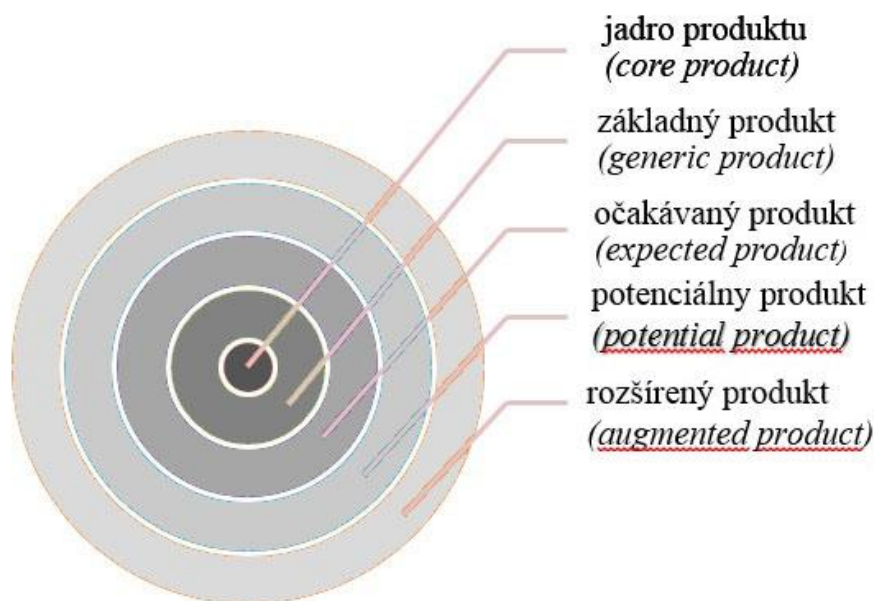 jadro produktu
(core product)
základný produkt
(generic product)
očakávaný produkt
(expected product)
potenciálny produkt
(potential product)
rozšírený produkt
(augmented product)